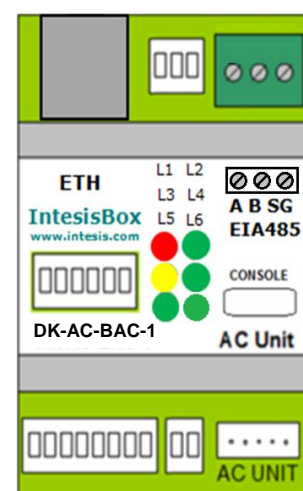 L1 L2
ETH
L3 L4
A B SG
IntesisBox
L5 L6
EIA485
www.intesis.com
CONSOLE
DK-AC-BAC-1
AC Unit
AC UNIT